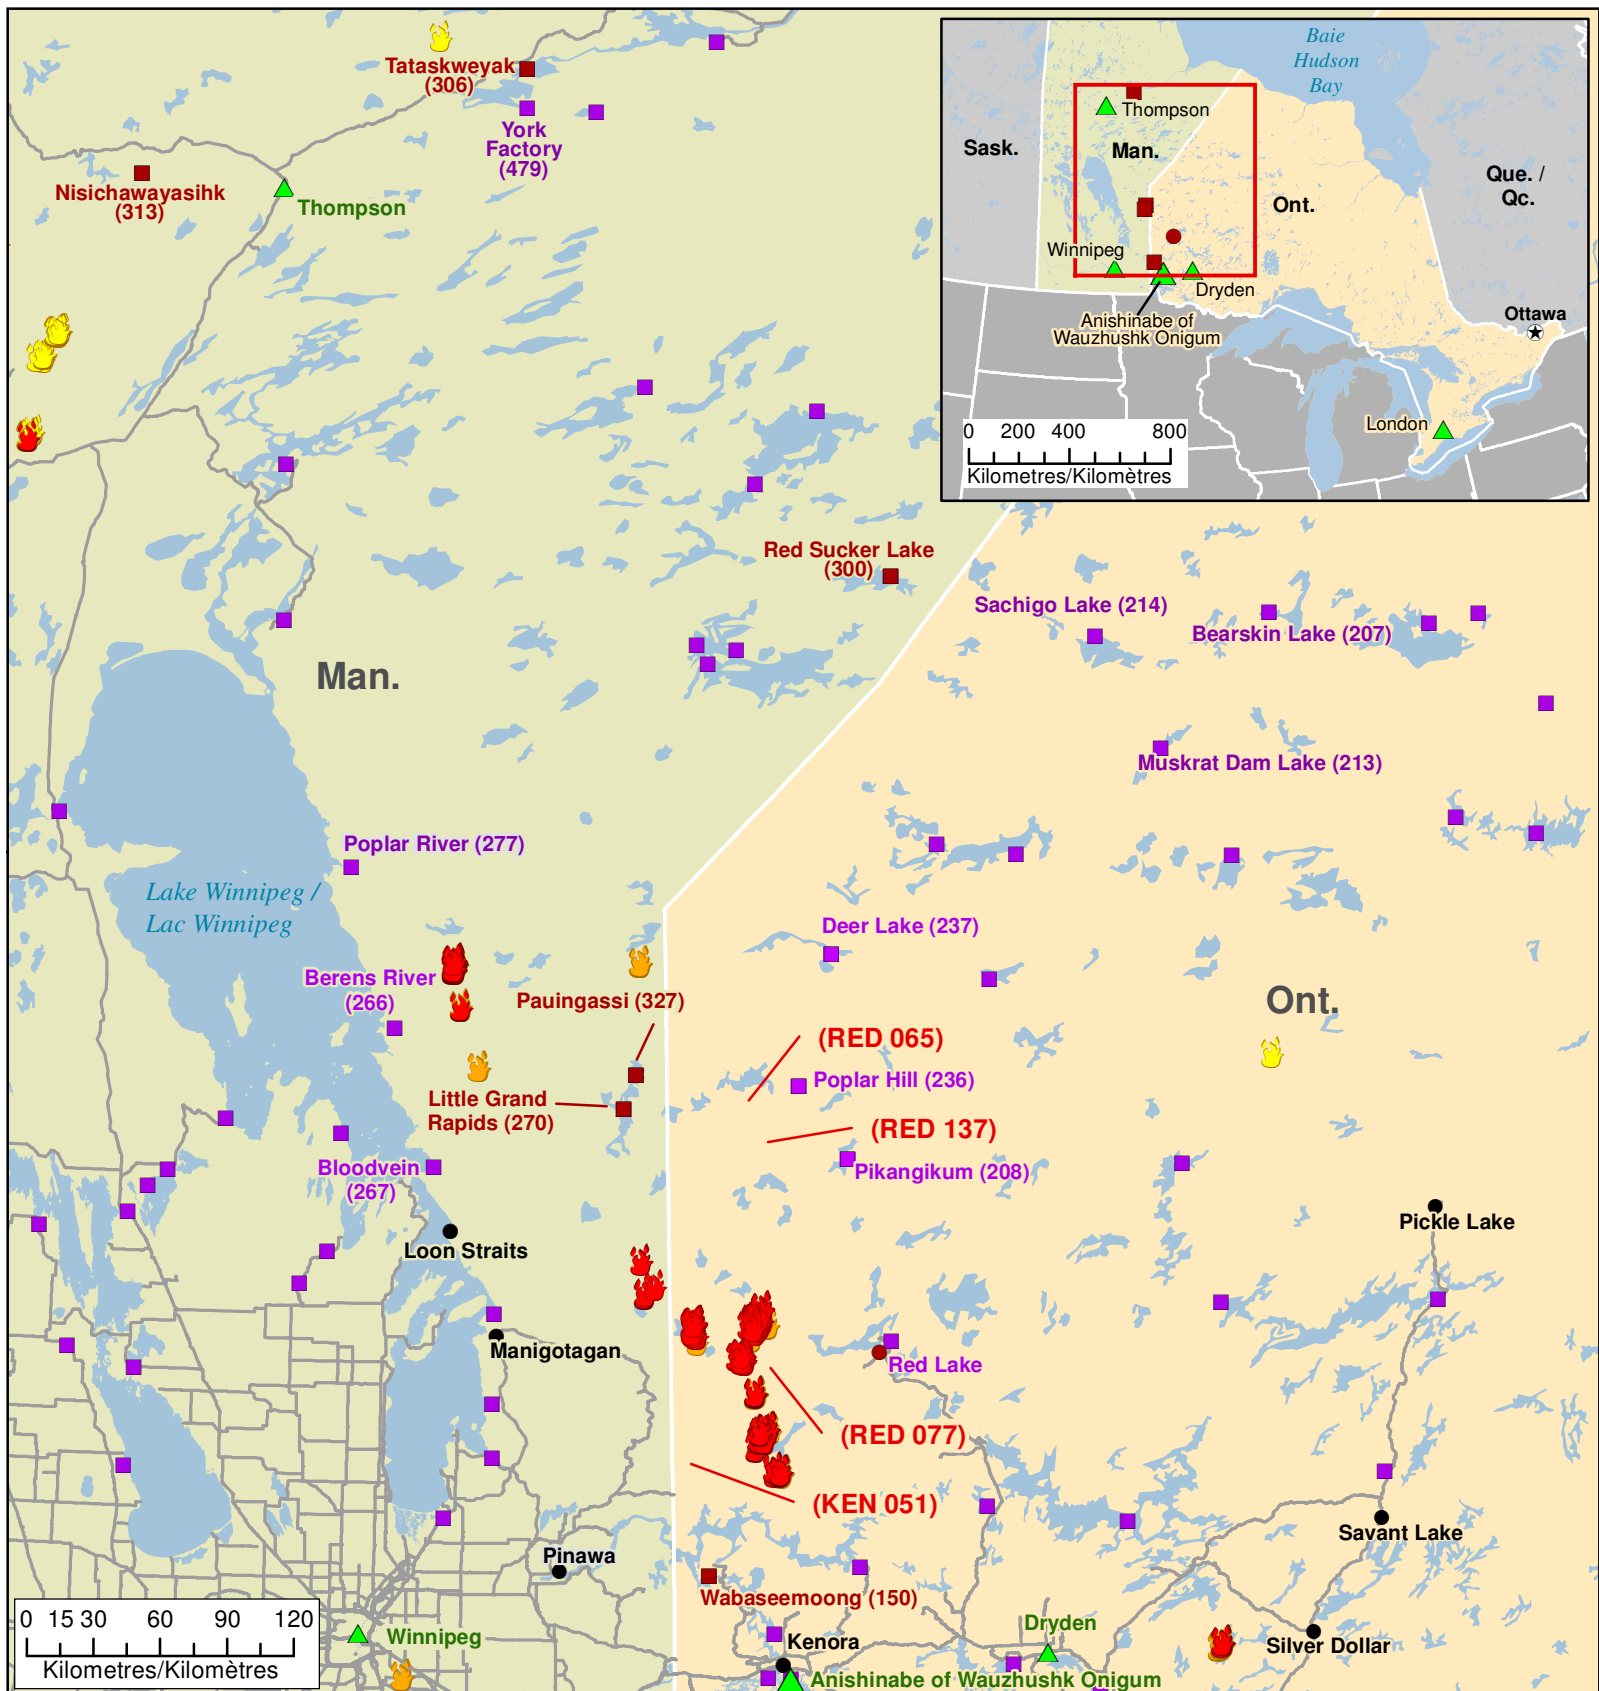 Tataskweyak
(306)
York
Factory
(479)
Nisichawayasihk
(313)
Thompson
Baie
Hudson
Bay
Thompson
Sask.
Man.
Que. /
Qc.
Ont.
Winnipeg
Dryden
Anishinabe of
Wauzhushk Onigum
Ottawa
London
0 200 400 800
Kilometres/Kilomètres
Red Sucker Lake
(300)
Sachigo Lake (214)
Bearskin Lake (207)
Man.
Muskrat Dam Lake (213)
Poplar River (277)
Lake Winnipeg /
Lac Winnipeg
Deer Lake (237)
Berens River
(266)
Pauingassi (327)
Ont.
(RED 065)
Poplar Hill (236)
Little Grand
Rapids (270)
(RED 137)
Pikangikum (208)
Bloodvein
(267)
Pickle Lake
Loon Straits
Manigotagan
Red Lake
(RED 077)
(KEN 051)
Savant Lake
Pinawa
Wabaseemoong (150)
0 15 30 60 90 120
Kilometres/Kilomètres
Winnipeg
Dryden
Kenora
Silver Dollar
Anishinabe of Wauzhushk Onigum